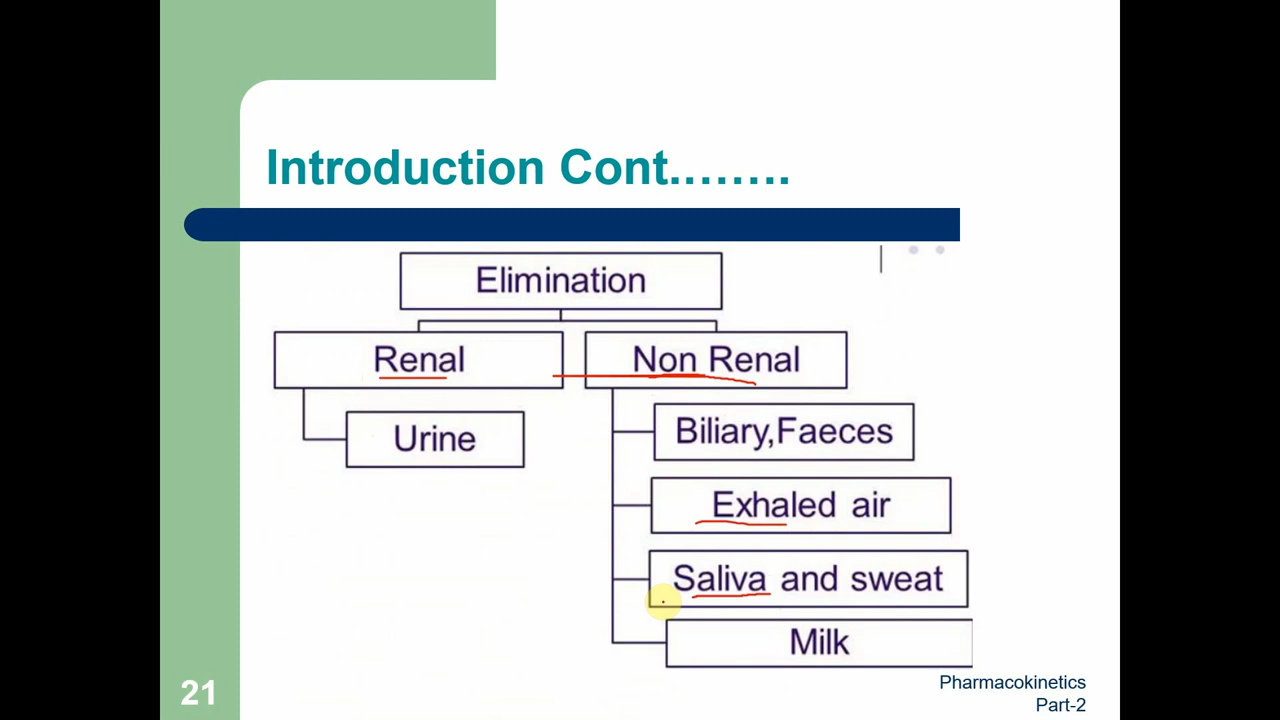 Introduction Cont........
Elimination
Renal
Non Renal
Urine
Biliary,Faeces
Exhaled air
Saliva and sweat
Milk
21
Pharmacokinetics
Part-2